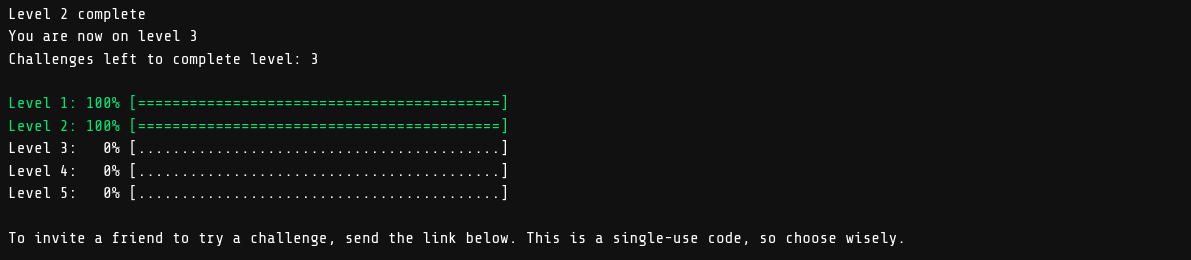 Level 2 complete
You are now on level 3
Challenges left to complete level: 3
Level 1: 100% [==========================================]
Level 2: 100% [==========================================]
Level 3:   0% [..........................................]
Level 4:   0% [..........................................]
Level 5:   0% [..........................................]
To invite a friend to try a challenge, send the link below. This is a single-use code, so choose wisely.